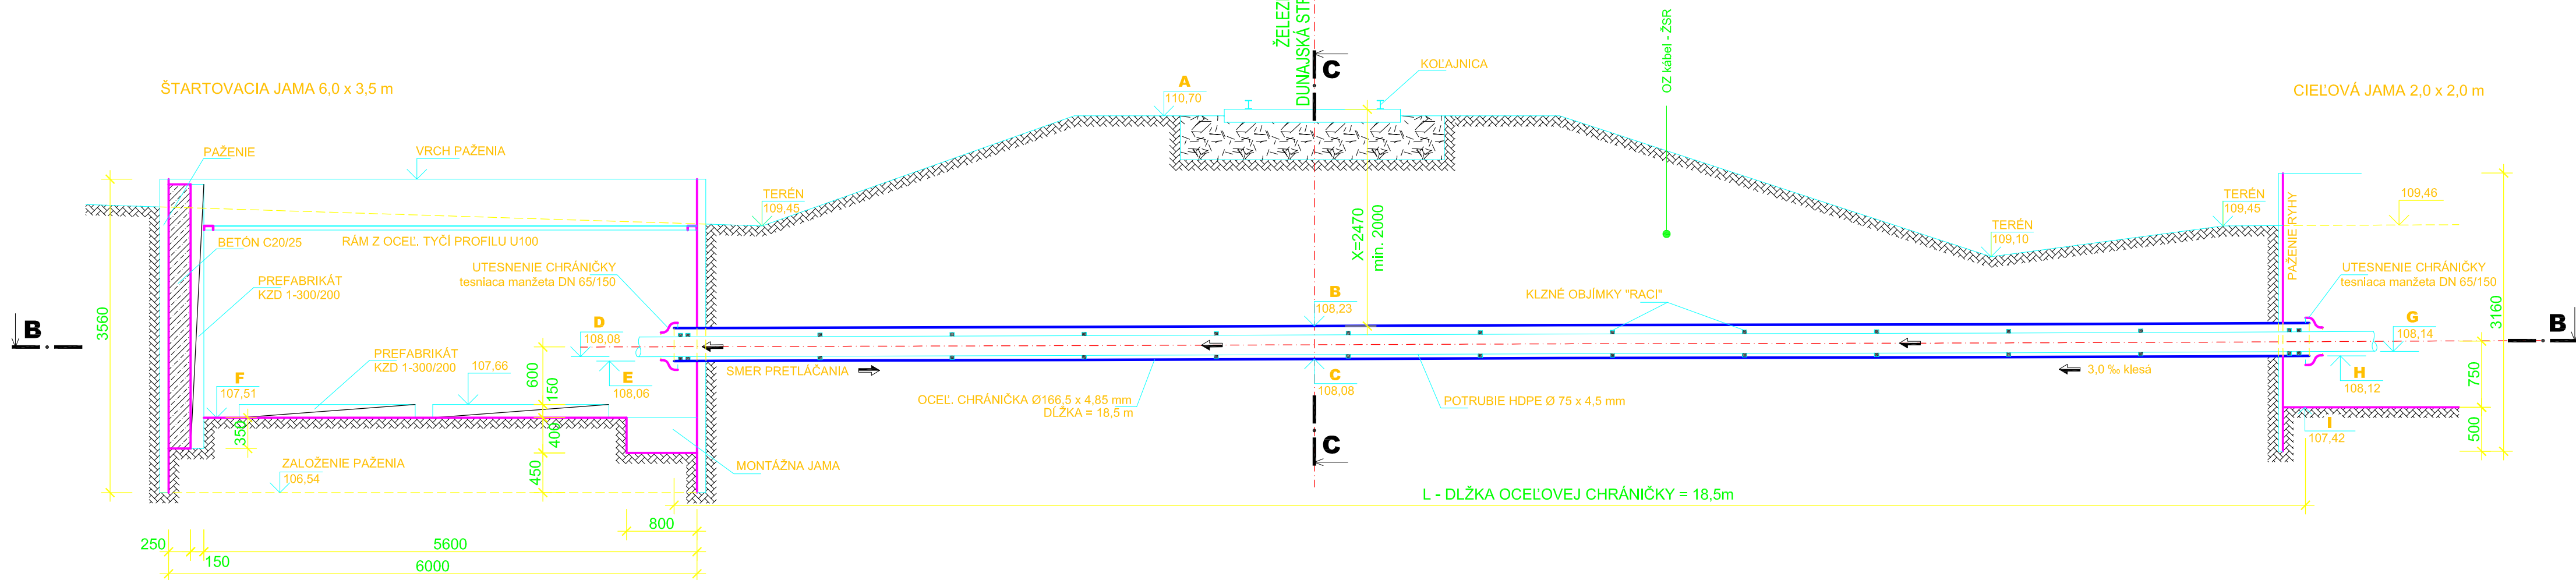 ŽELEZ
DUNAJSKÁ STR
OZ kábel - ŽSR
C
ŠTARTOVACIA JAMA 6,0 x 3,5 m
A
110,70
KOĽAJNICA
CIEĽOVÁ JAMA 2,0 x 2,0 m
PAŽENIE
VRCH PAŽENIA
TERÉN
109,45
BETÓN C20/25
RÁM Z OCEĽ. TYČÍ PROFILU U100
PREFABRIKÁT
KZD 1-300/200
UTESNENIE CHRÁNIČKY
tesniaca manžeta DN 65/150
X=2470
min. 2000
TERÉN
109,10
TERÉN
109,45
109,46
PAŽENIE RYHY
UTESNENIE CHRÁNIČKY
tesniaca manžeta DN 65/150
3560
B
D
108,08
B
108,23
KLZNÉ OBJÍMKY "RACI"
G
108,14
3160
B
PREFABRIKÁT
KZD 1-300/200
107,66
F
107,51
600
150
E
108,06
SMER PRETLÁČANIA
C
108,08
OCEĽ. CHRÁNIČKA Ø166,5 x 4,85 mm
DĹŽKA = 18,5 m
POTRUBIE HDPE Ø 75 x 4,5 mm
3,0 ‰ klesá
H
108,12
750
I
107,42
500
350
400
450
ZALOŽENIE PAŽENIA
106,54
MONTÁŽNA JAMA
C
L - DLŽKA OCEĽOVEJ CHRÁNIČKY = 18,5m
800
250
150
5600
6000